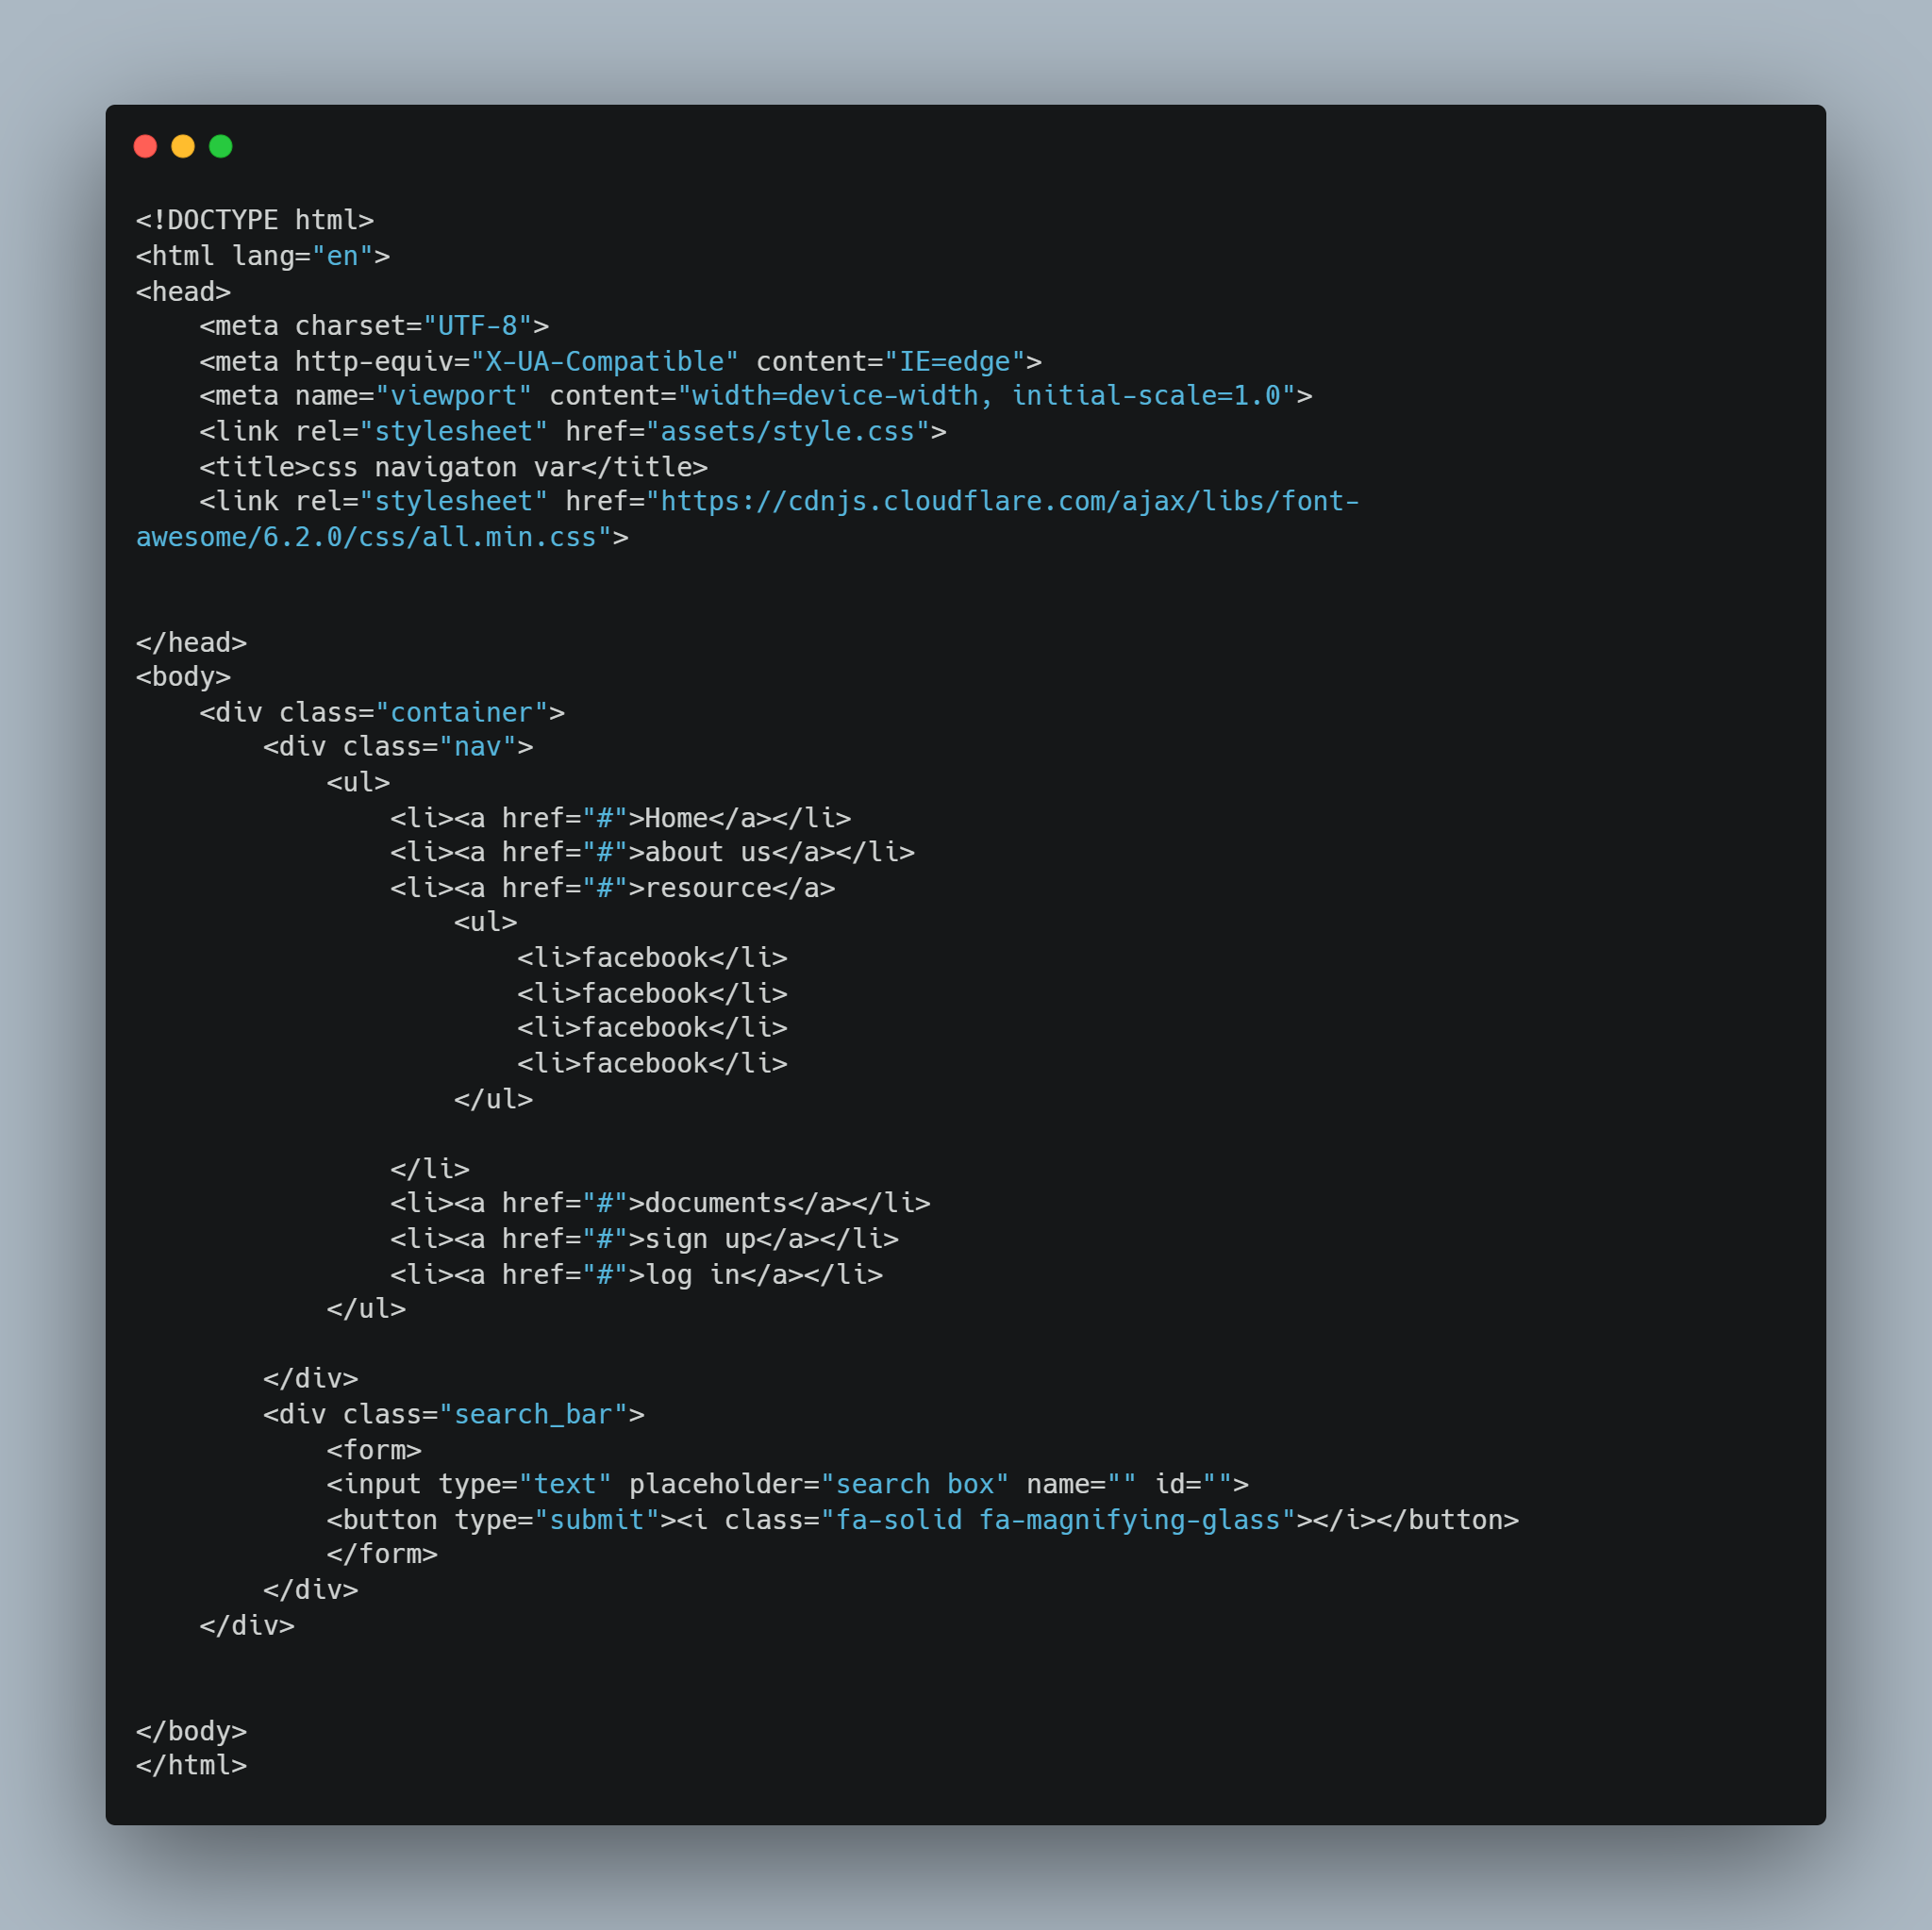 <!DOCTYPE html>
<html lang="en">
<head>
    <meta charset="UTF-8">
    <meta http-equiv="X-UA-Compatible" content="IE=edge">
    <meta name="viewport" content="width=device-width, initial-scale=1.0">
    <link rel="stylesheet" href="assets/style.css">
    <title>css navigaton var</title>
    <link rel="stylesheet" href="https://cdnjs.cloudflare.com/ajax/libs/font-
awesome/6.2.0/css/all.min.css">


</head>
<body>
    <div class="container">
        <div class="nav">
            <ul>
                <li><a href="#">Home</a></li>
                <li><a href="#">about us</a></li>
                <li><a href="#">resource</a>
                    <ul>
                        <li>facebook</li>
                        <li>facebook</li>
                        <li>facebook</li>
                        <li>facebook</li>
                    </ul>

                </li>
                <li><a href="#">documents</a></li>
                <li><a href="#">sign up</a></li>
                <li><a href="#">log in</a></li>
            </ul>

        </div>
        <div class="search_bar">
            <form>
            <input type="text" placeholder="search box" name="" id="">
            <button type="submit"><i class="fa-solid fa-magnifying-glass"></i></button>
            </form>
        </div>
    </div>


</body>
</html>